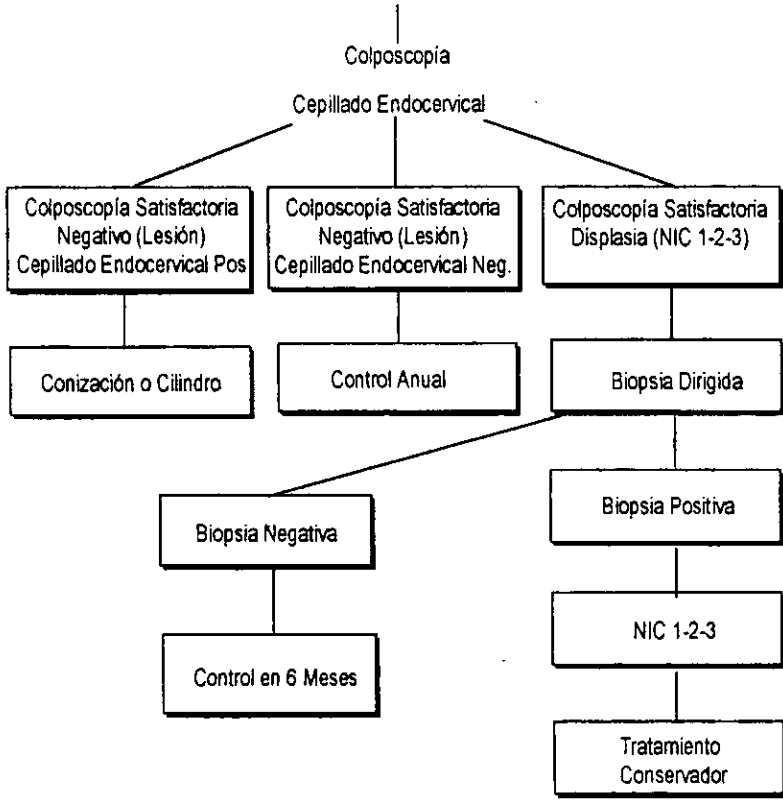 Colposcopía
Cepillado Endocervical
Colposcopía Satisfactoria
Negativo (Lesión)
Cepillado Endocervical Pos
Colposcopía Satisfactoria
Negativo (Lesión)
Cepillado Endocervical Neg.
Colposcopía Satisfactoria
Displasia (NIC 1-2-3)
Conización o Cilindro
Control Anual
Biopsia Dirigida
Biopsia Negativa
Biopsia Positiva
Control en 6 Meses
NIC 1-2-3
Tratamiento
Conservador